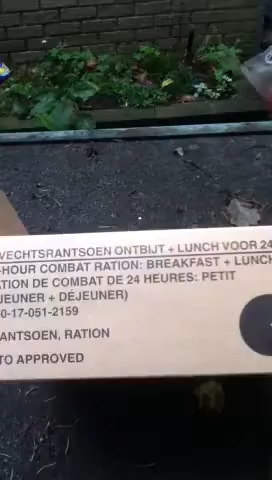 VECHTSRANTSOEN ONTBIJT + LUNCH VOOR 24
-HOUR COMBAT RATION: BREAKFAST + LUNCH
ATION DE COMBAT DE 24 HEURES: PETIT
JEUNER + DÉJEUNER)
0-17-051-2159
ANTSOEN, RATION
TO APPROVED